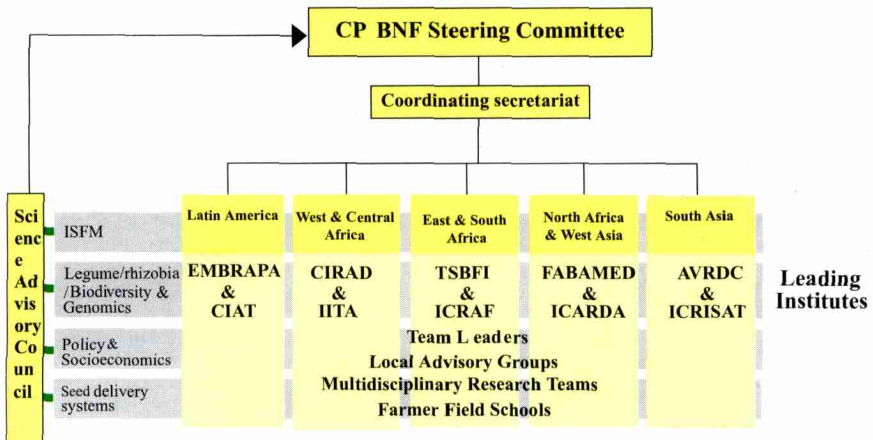 CP BNF Steering Committee
Coordinating secretariat
Sci
enc
e
Ad
vis
ory
Co
un
cil
ISFM
Legume/rhizobia
/Biodiversity &
Genomics
Policy &
Socioeconomics
Seed delivery
systems
Latin America
West & Central
Africa
East & South
Africa
North Africa
& West Asia
South Asia
EMBRAPA
&
CIAT
CIRAD
&
IITA
TSBFI
&
ICRAF
FABAMED
&
ICARDA
AVRDC
&
ICRISAT
Leading
Institutes
Team Leaders
Local Advisory Groups
Multidisciplinary Research Teams
Farmer Field Schools